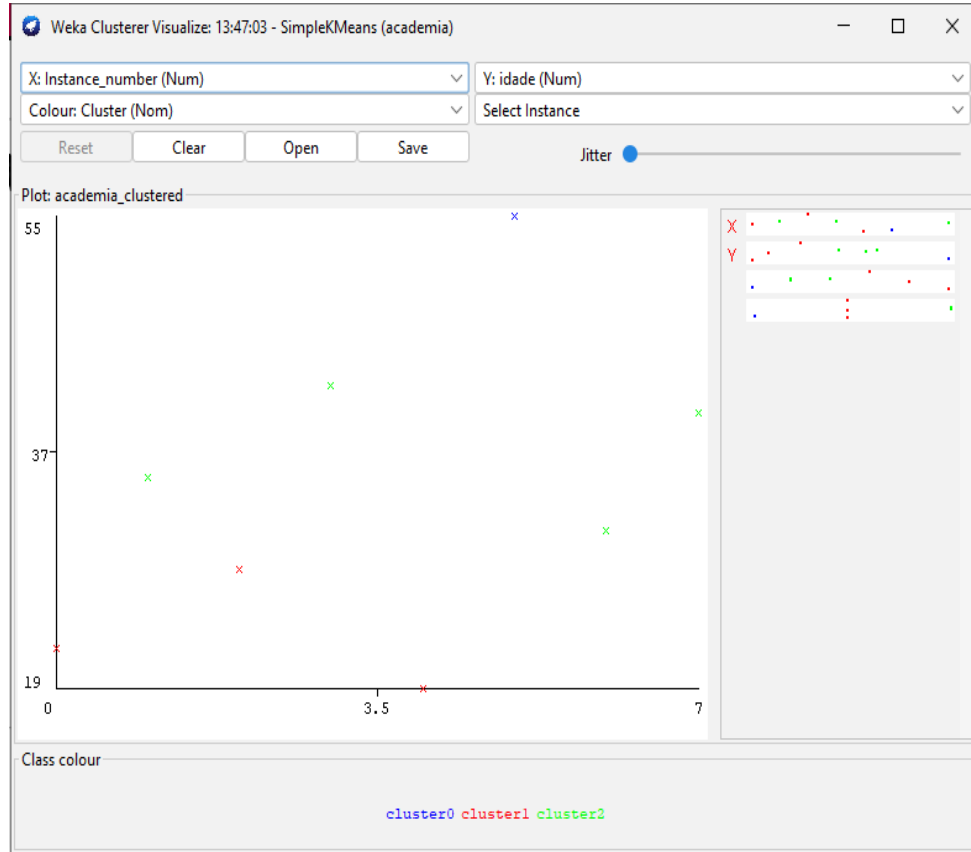 Weka Clusterer Visualize: 13:47:03 - SimpleKMeans (academia)
X: Instance_number (Num) Y: idade (Num)
Colour: Cluster (Nom) Select Instance
Reset Clear Open Save Jitter
Plot: academia_clustered
55
X
Y
37
19
0 3.5 7
Class colour
cluster0 cluster1 cluster2